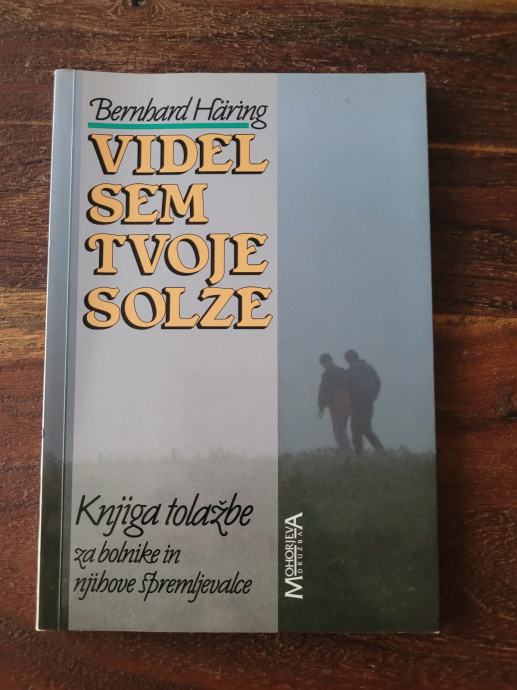 Bernhard Häring
VIDEL
SEM
TVOJE
SOLZE
Knjiga tolažbe
za bolnike in
njihove spremljevalce
MOHORJEVA
DRUŽBA